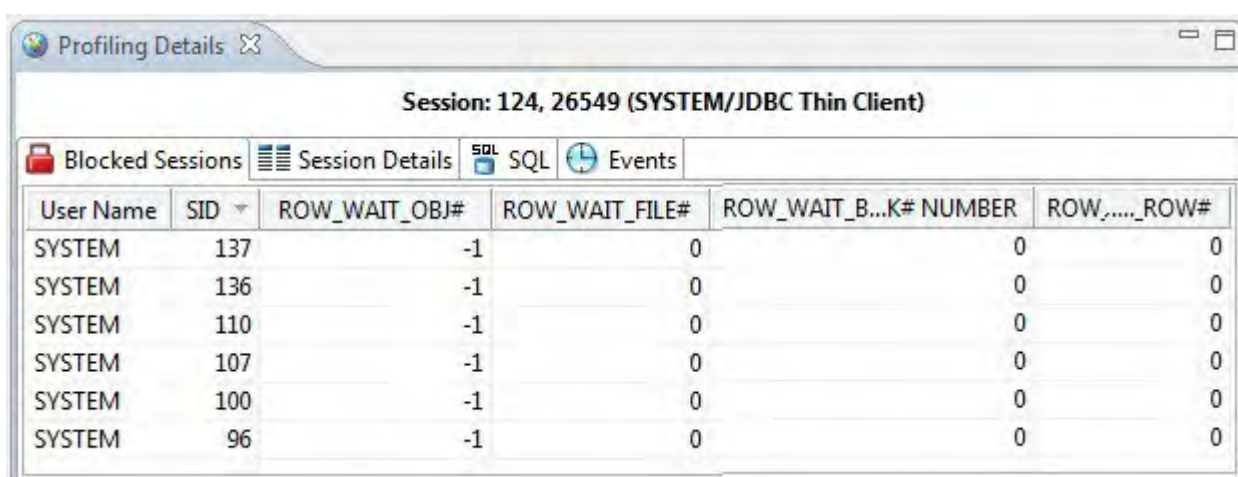 Profiling Details
Session: 124, 26549 (SYSTEM/JDBC Thin Client)
Blocked Sessions Session Details SQL SQL Events
User Name SID ROW_WAIT_OBJ# ROW_WAIT_FILE# ROW_WAIT_B...K# NUMBER ROW,....._ROW#
SYSTEM 137 -1 0 0 0
SYSTEM 136 -1 0 0 0
SYSTEM 110 -1 0 0 0
SYSTEM 107 -1 0 0 0
SYSTEM 100 -1 0 0 0
SYSTEM 96 -1 0 0 0